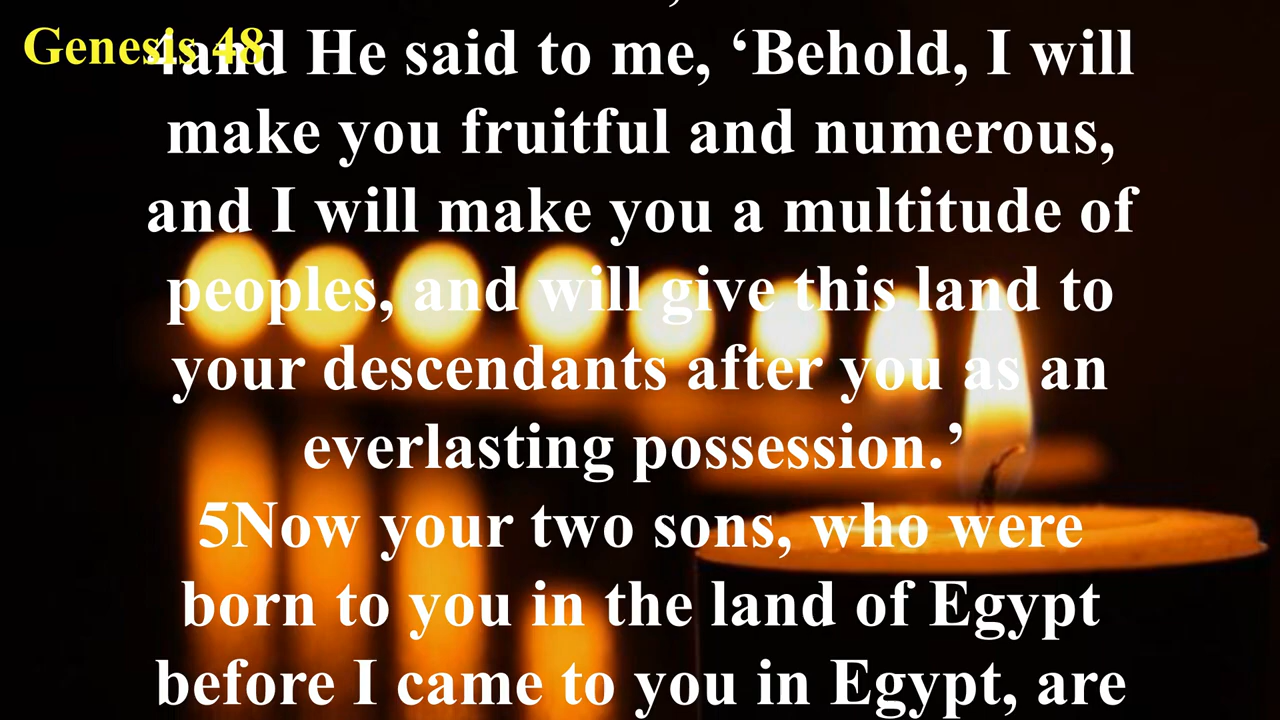 Genesis 48
4and He said to me, ‘Behold, I will
make you fruitful and numerous,
and I will make you a multitude of
peoples, and will give this land to
your descendants after you as an
everlasting possession.’
5Now your two sons, who were
born to you in the land of Egypt
before I came to you in Egypt, are